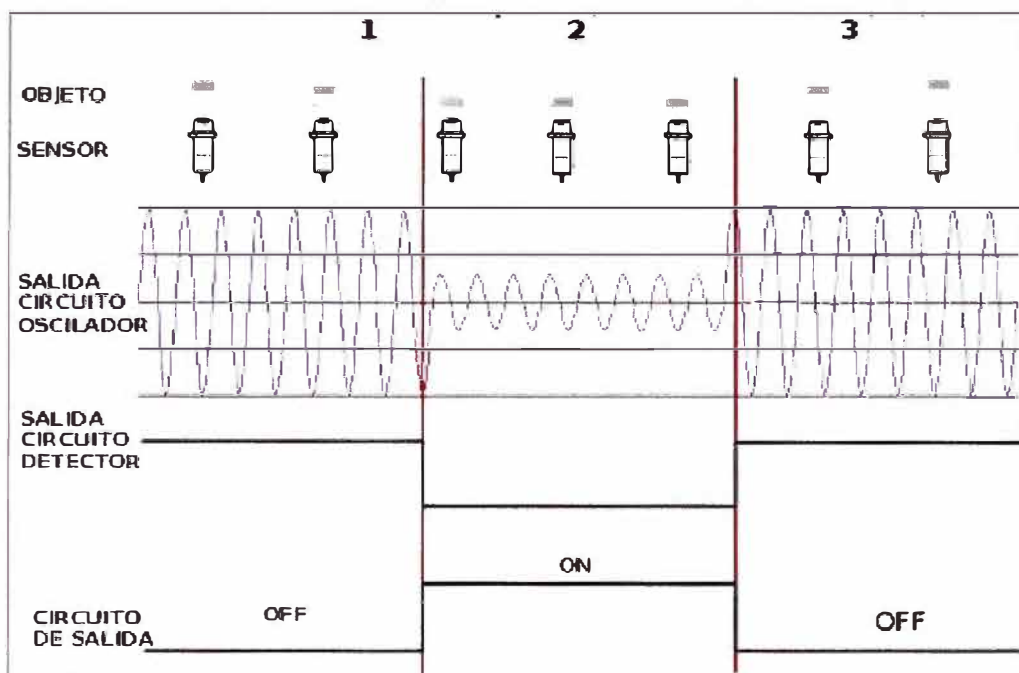 1 2 3
OBJETO
SENSOR
SALIDA
CIRCUITO
OSCILADOR
SALIDA
CIRCUITO
DETECTOR
ON
OFF OFF
CIRCUITO
DE SALIDA